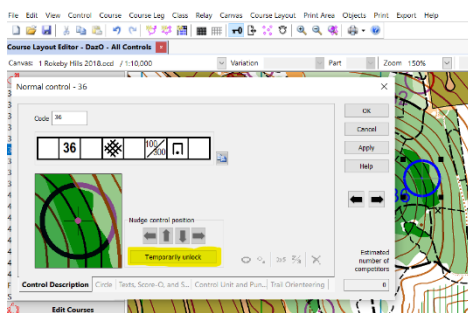 File Edit View Control Course Course Leg Class Relay Canvas Course Layout Print Area Objects Print Export Help
Course Layout Editor - DazO - All Controls
Canvas: 1 Rokeby Hills 2018.ocd / 1:10,000 Variation Part Zoom 150%
Normal control - 36
Code 36
OK
36 100/300
Cancel
Apply
Help
Nudge control position
Temporarily unlock
Estimated
number of
competitors
0
Control Description Circle Texts, Score-O, and S... Control Unit and Pun... Trail Orienteering
Edit Courses